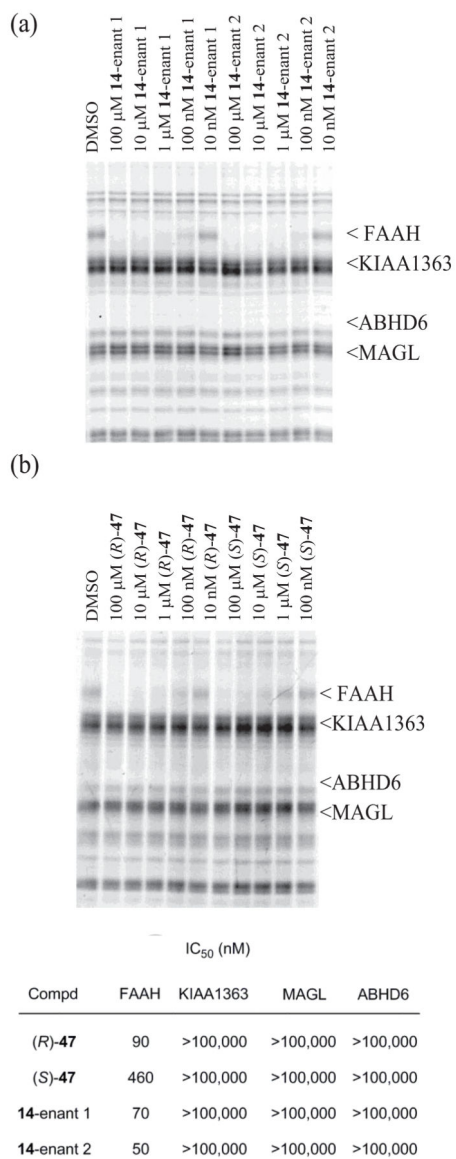 (a)
DMSO
100 μM 14-enant 1
10 μM 14-enant 1
1 μM 14-enant 1
100 nM 14-enant 1
10 nM 14-enant 1
100 μM 14-enant 2
10 μM 14-enant 2
1 μM 14-enant 2
100 nM 14-enant 2
10 nM 14-enant 2
< FAAH
<KIAA1363
<ABHD6
<MAGL
(b)
DMSO
100 μM (R)-47
10 μM (R)-47
1 μM (R)-47
100 nM (R)-47
10 nM (R)-47
100 μM (S)-47
10 μM (S)-47
1 μM (S)-47
100 nM (S)-47
< FAAH
<KIAA1363
<ABHD6
<MAGL
IC50 (nM)
Compd FAAH KIAA1363 MAGL ABHD6
(R)-47 90 >100,000 >100,000 >100,000
(S)-47 460 >100,000 >100,000 >100,000
14-enant 1 70 >100,000 >100,000 >100,000
14-enant 2 50 >100,000 >100,000 >100,000